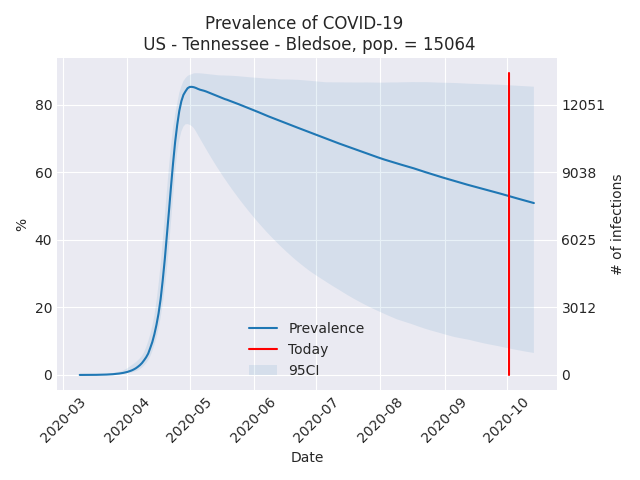 Prevalence of COVID-19
US - Tennessee - Bledsoe, pop. = 15064
80
60
40
20
0
%
12051
9038
6025
3012
0
# of infections
Prevalence
Today
95CI
2020-03
2020-04
2020-05
2020-06
2020-07
2020-08
2020-09
2020-10
Date